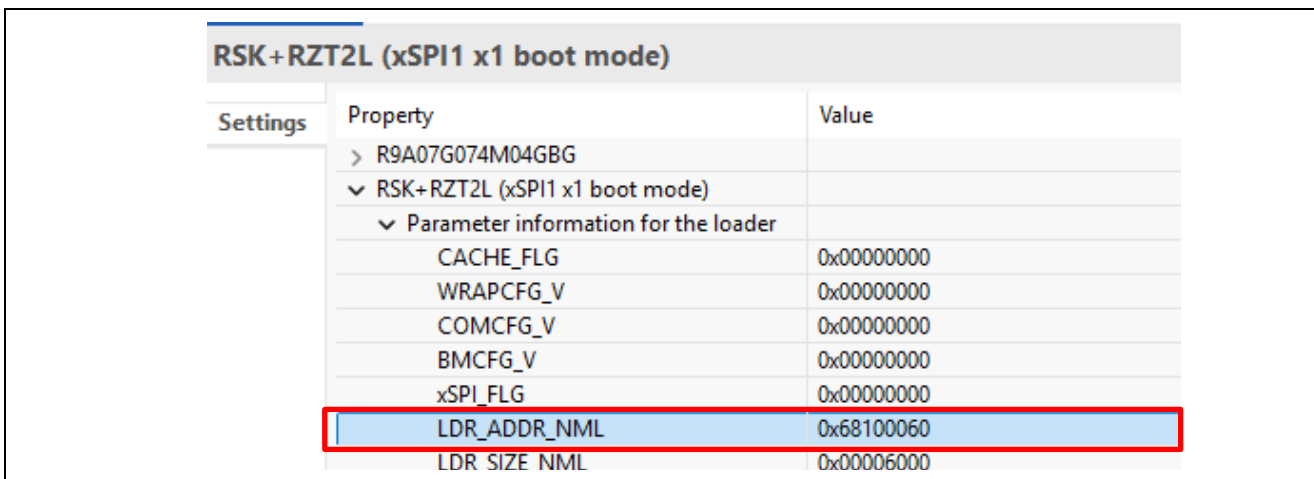 RSK+RZT2L (xSPI1 x1 boot mode)
Settings
Property Value
R9A07G074M04GBG
RSK+RZT2L (xSPI1 x1 boot mode)
Parameter information for the loader
CACHE_FLG 0x00000000
WRAPCFG_V 0x00000000
COMCFG_V 0x00000000
BMCFG_V 0x00000000
xSPI_FLG 0x00000000
LDR_ADDR_NML 0x68100060
LDR_SIZE_NML 0x00006000